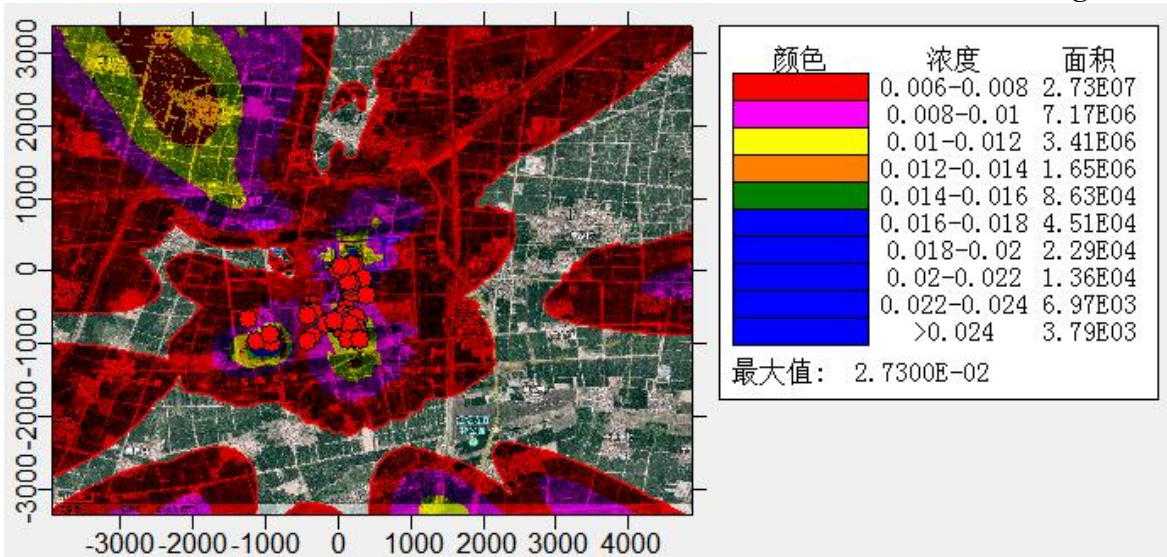 g
颜色 浓度 面积
0.006-0.008 2.73E07
0.008-0.01 7.17E06
0.01-0.012 3.41E06
0.012-0.014 1.65E06
0.014-0.016 8.63E04
0.016-0.018 4.51E04
0.018-0.02 2.29E04
0.02-0.022 1.36E04
0.022-0.024 6.97E03
>0.024 3.79E03
最大值: 2.7300E-02
3000
2000
1000
0
-1000
-2000
-3000
-3000 -2000 -1000 0 1000 2000 3000 4000